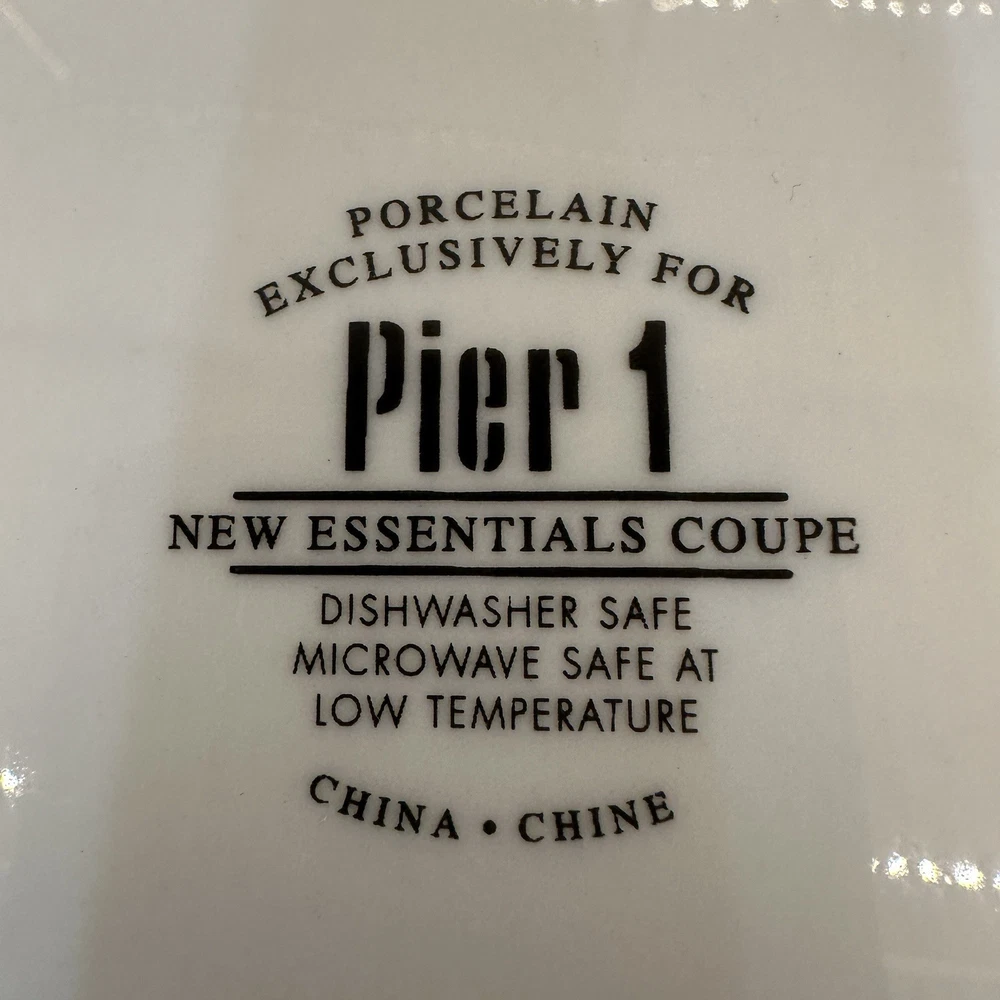 PORCELAIN
EXCLUSIVELY FOR
Pier 1
NEW ESSENTIALS COUPE
DISHWASHER SAFE
MICROWAVE SAFE AT
LOW TEMPERATURE
CHINA • CHINE